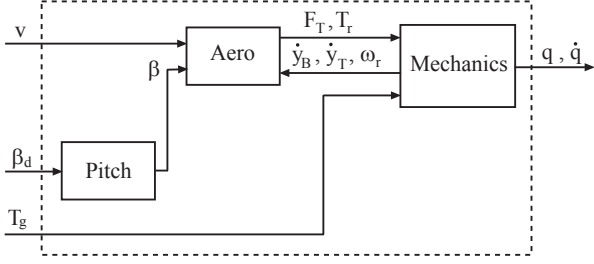 v
Aero
F_T, T_r
ẏ_B, ẏ_T, ω_r
Mechanics
q, q̇
β
β_d
Pitch
T_g